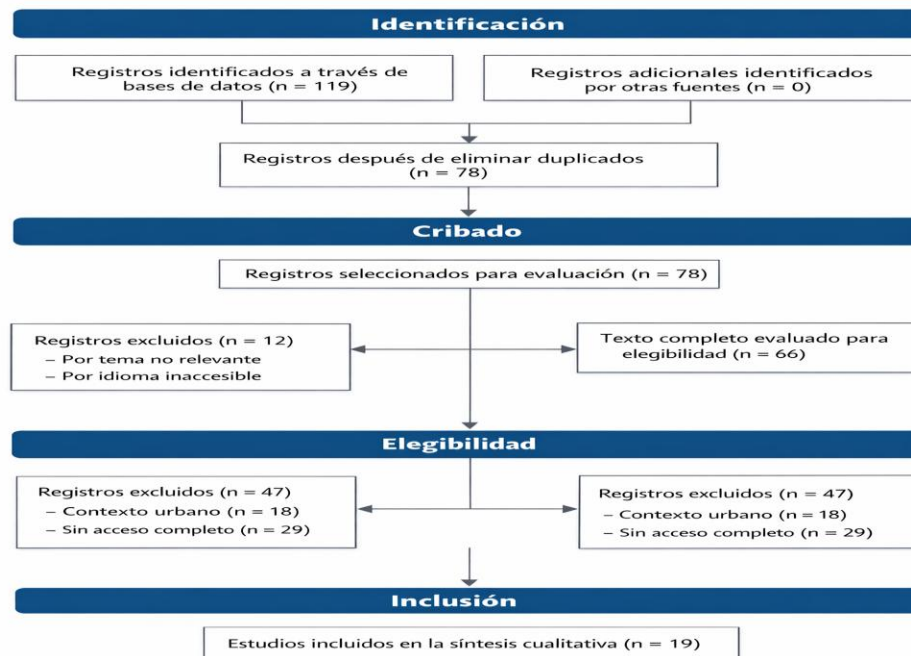 Identificación
Registros identificados a través de
bases de datos (n = 119)
Registros adicionales identificados
por otras fuentes (n = 0)
Registros después de eliminar duplicados
(n = 78)
Cribado
Registros seleccionados para evaluación (n = 78)
Registros excluidos (n = 12)
– Por tema no relevante
– Por idioma inaccesible
Texto completo evaluado para
elegibilidad (n = 66)
Elegibilidad
Registros excluidos (n = 47)
– Contexto urbano (n = 18)
– Sin acceso completo (n = 29)
Registros excluidos (n = 47)
– Contexto urbano (n = 18)
– Sin acceso completo (n = 29)
Inclusión
Estudios incluidos en la síntesis cualitativa (n = 19)